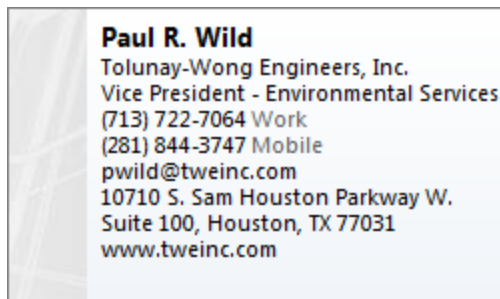 Paul R. Wild
Tolunay-Wong Engineers, Inc.
Vice President - Environmental Services
(713) 722-7064 Work
(281) 844-3747 Mobile
pwild@tweinc.com
10710 S. Sam Houston Parkway W.
Suite 100, Houston, TX 77031
www.tweinc.com